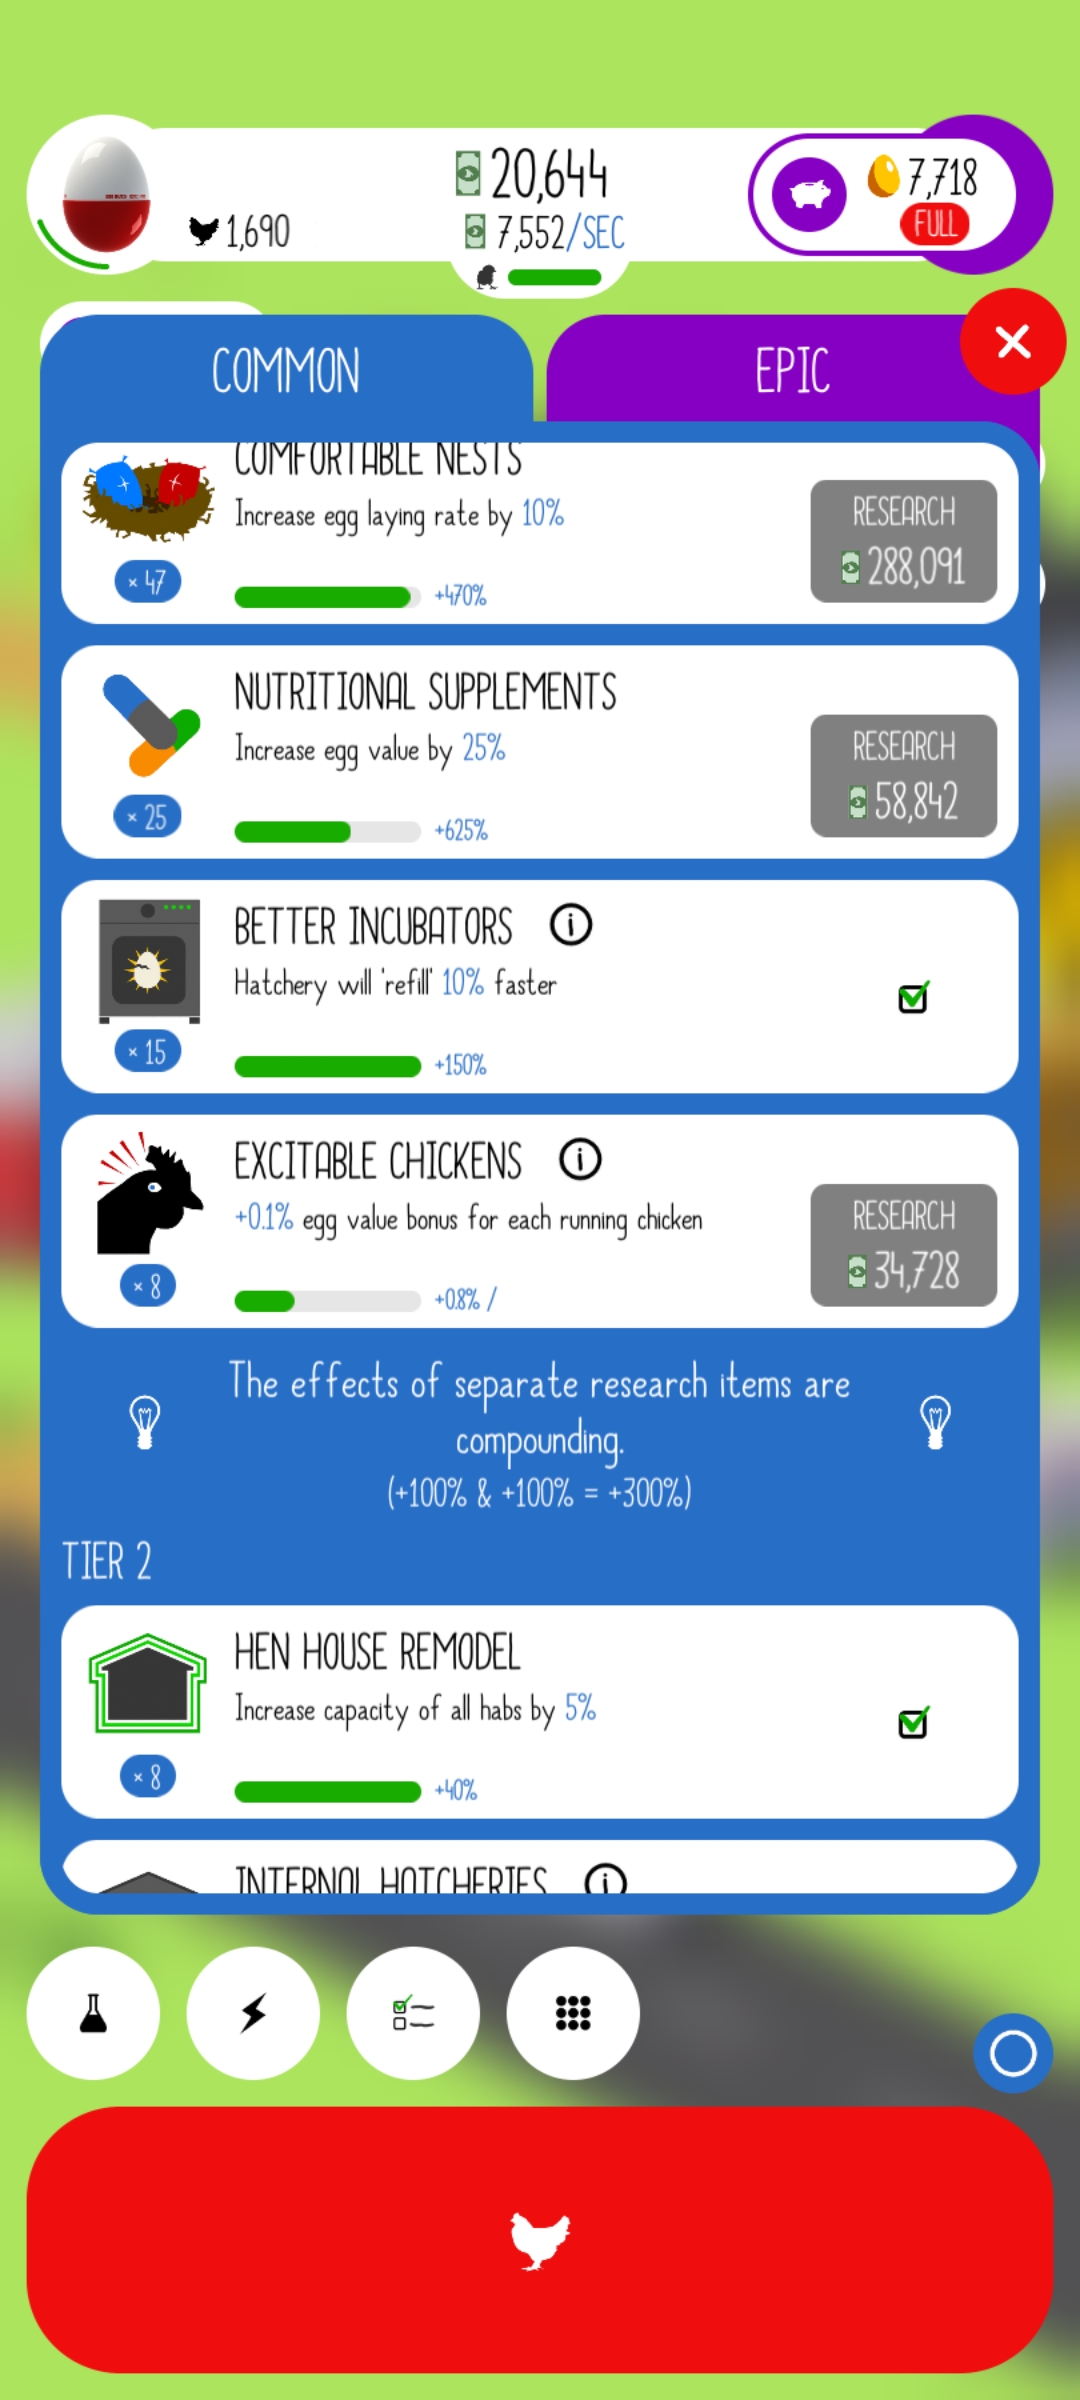 20,644
1,690
7,552/SEC
7,718
FULL
COMMON
EPIC
COMFORTABLE NESTS
Increase egg laying rate by 10%
RESEARCH
288,091
× 47
+470%
NUTRITIONAL SUPPLEMENTS
Increase egg value by 25%
RESEARCH
58,842
× 25
+625%
BETTER INCUBATORS
Hatchery will 'refill' 10% faster
× 15
+150%
EXCITABLE CHICKENS
+0.1% egg value bonus for each running chicken
RESEARCH
34,728
× 8
+0.8% /
The effects of separate research items are
compounding.
(+100% & +100% = +300%)
TIER 2
HEN HOUSE REMODEL
Increase capacity of all habs by 5%
× 8
+40%
INTERNAL HATCHERIES